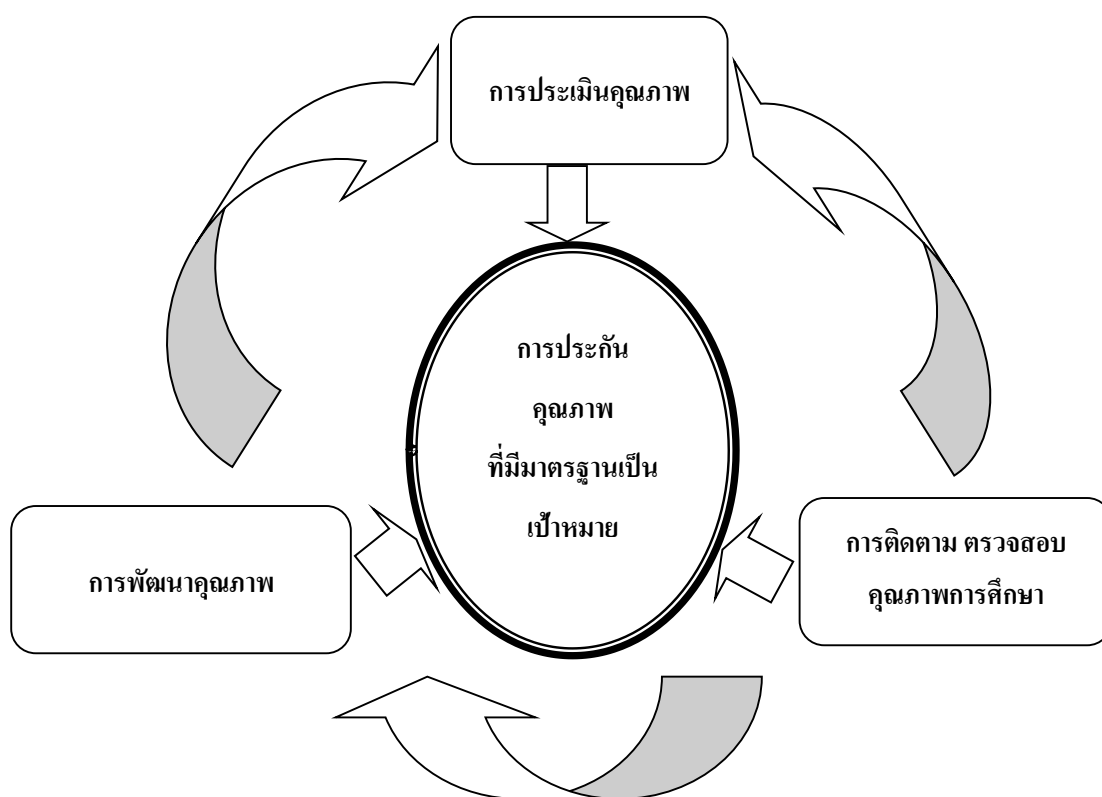 การประเมินคุณภาพ
การประกัน
คุณภาพ
ที่มีมาตรฐานเป็น
เป้าหมาย
การพัฒนาคุณภาพ
การติดตาม ตรวจสอบ
คุณภาพการศึกษา